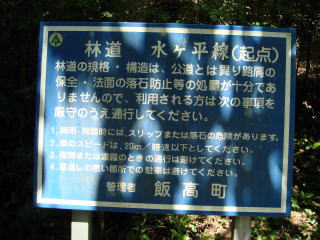 林道 水ヶ平線(起点)
林道の規格・構造は、公道とは異り路肩の
保全・法面の落石防止等の処置が十分であ
りませんので、利用される方は次の事項を
厳守のうえ通行してください。
1.降雨・降雪時には、スリップまたは落石の危険があります。
2.車のスピードは、20km/時速以下としてください。
3.夜間または濃霧のときの通行は避けてください。
4.見通しの悪い箇所での駐車は避けてください。
管理者 飯高町